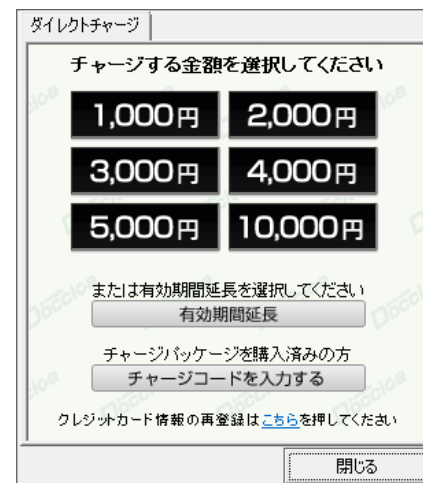 ダイレクトチャージ
チャージする金額を選択してください
1,000円 2,000円
3,000円 4,000円
5,000円 10,000円
または有効期間延長を選択してください
有効期間延長
チャージパッケージを購入済みの方
チャージコードを入力する
クレジットカード情報の再登録はこちらを押してください
閉じる